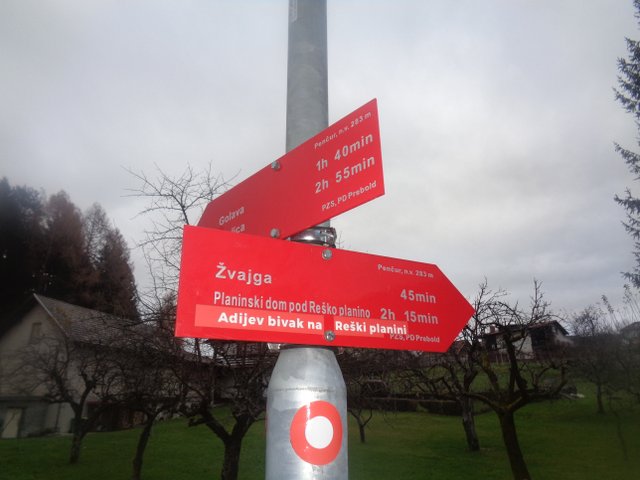 Penčur, n.v. 283 m
1h 40min
2h 55min
Golava
PZS, PD Prebold
Penčur, n.v. 283 m
Žvajga 45min
Planinski dom pod Reško planino 2h 15min
Adijev bivak na Reški planini
PZS, PD Prebold